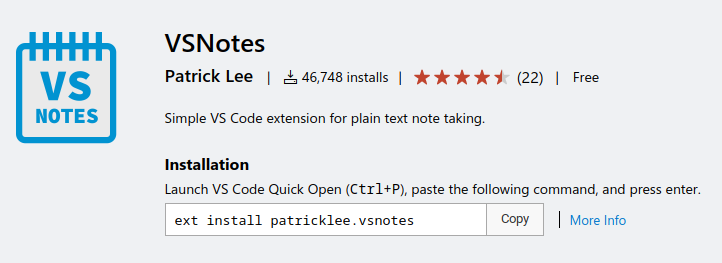 VS
NOTES
VSNotes
Patrick Lee | 46,748 installs | (22) | Free
Simple VS Code extension for plain text note taking.
Installation
Launch VS Code Quick Open (Ctrl+P), paste the following command, and press enter.
ext install patricklee.vsnotes Copy | More Info